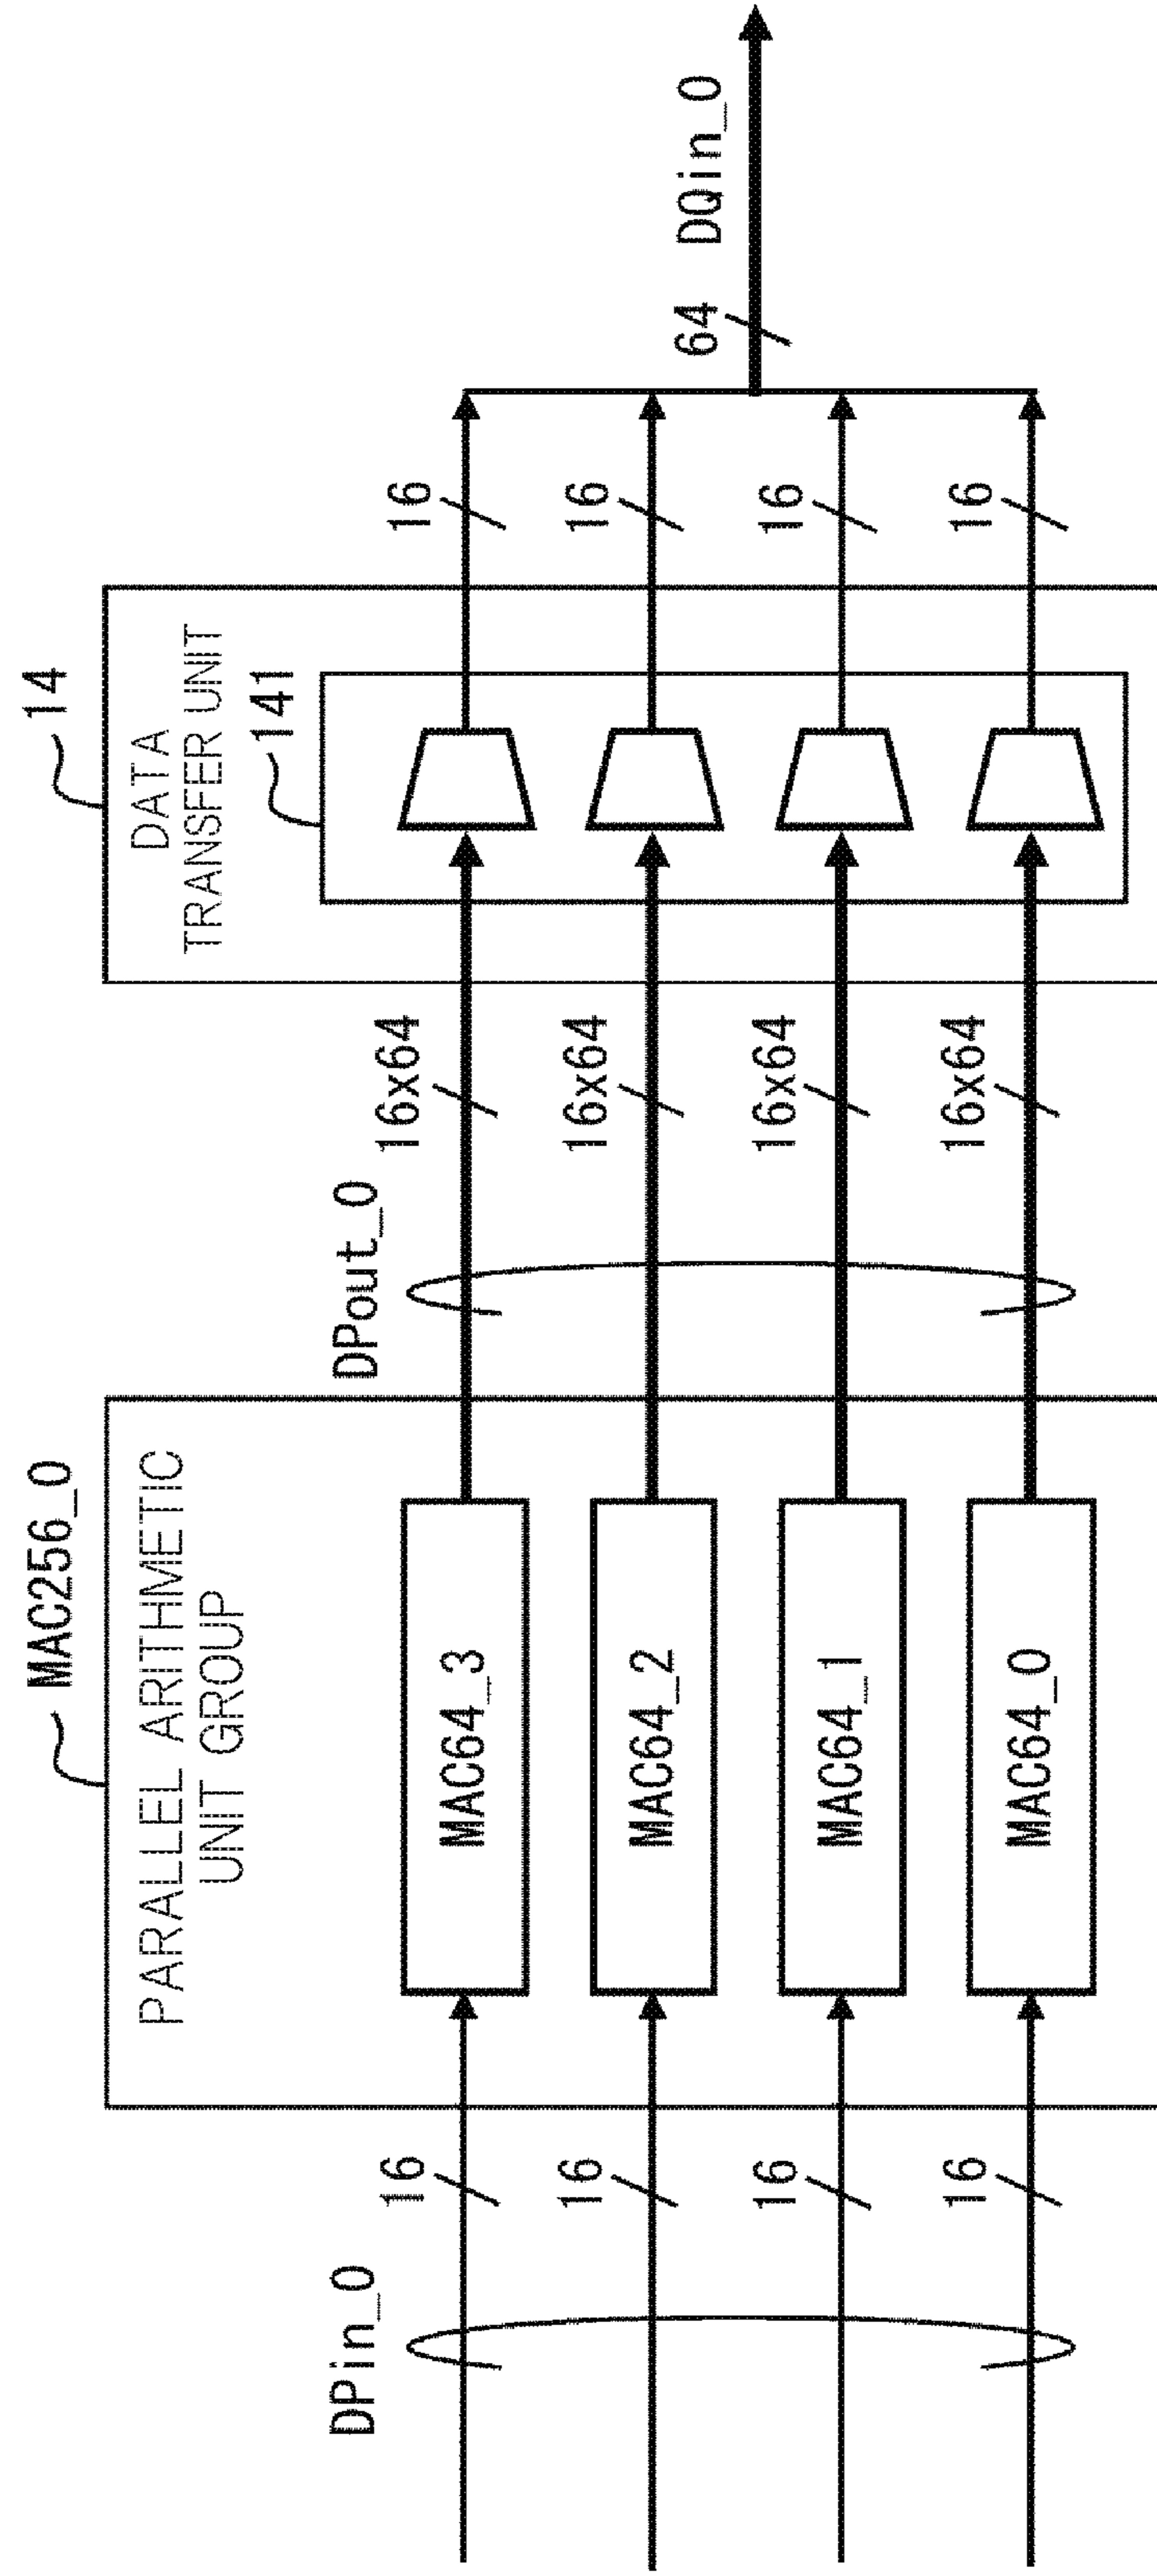 MAC256_0
PARALLEL ARITHMETIC
UNIT GROUP
14
DATA
TRANSFER UNIT
141
DPin_0
DPout_0
16
MAC64_3
16x64
16
16
MAC64_2
16x64
16
64 DQin_0
16
MAC64_1
16x64
16
16
MAC64_0
16x64
16